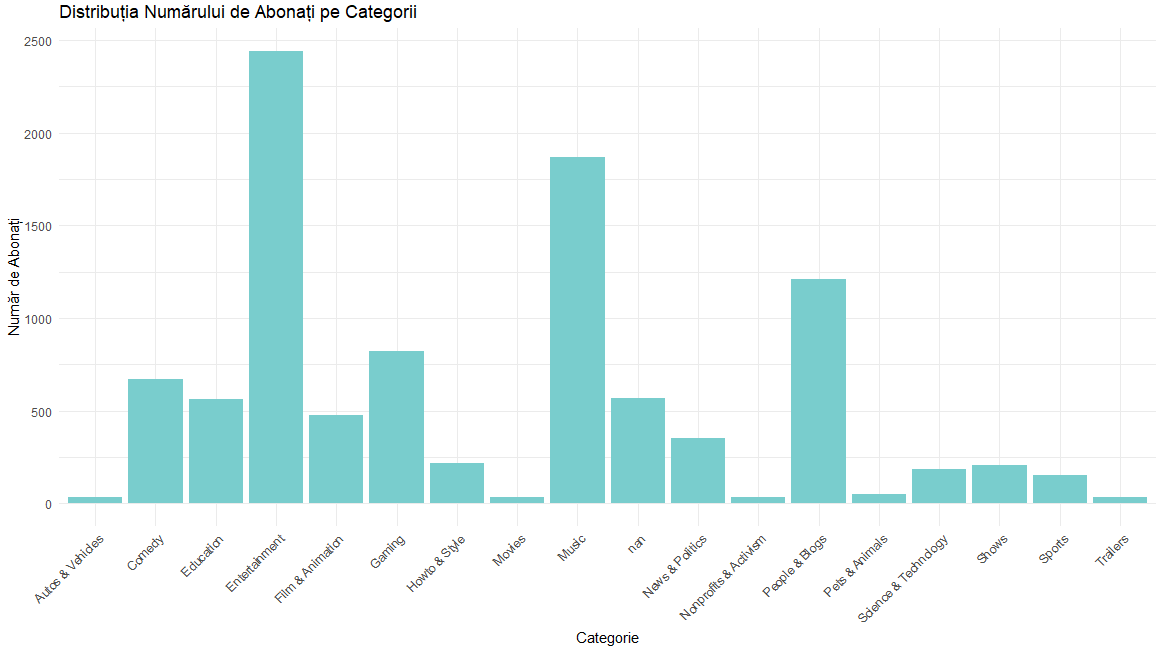 Distribuția Numărului de Abonați pe Categorii
Număr de Abonați
2500
2000
1500
1000
500
0
Autos & Vehicles
Comedy
Education
Entertainment
Film & Animation
Gaming
Howto & Style
Movies
Music
nan
News & Politics
Nonprofits & Activism
People & Blogs
Pets & Animals
Science & Technology
Shows
Sports
Trailers
Categorie